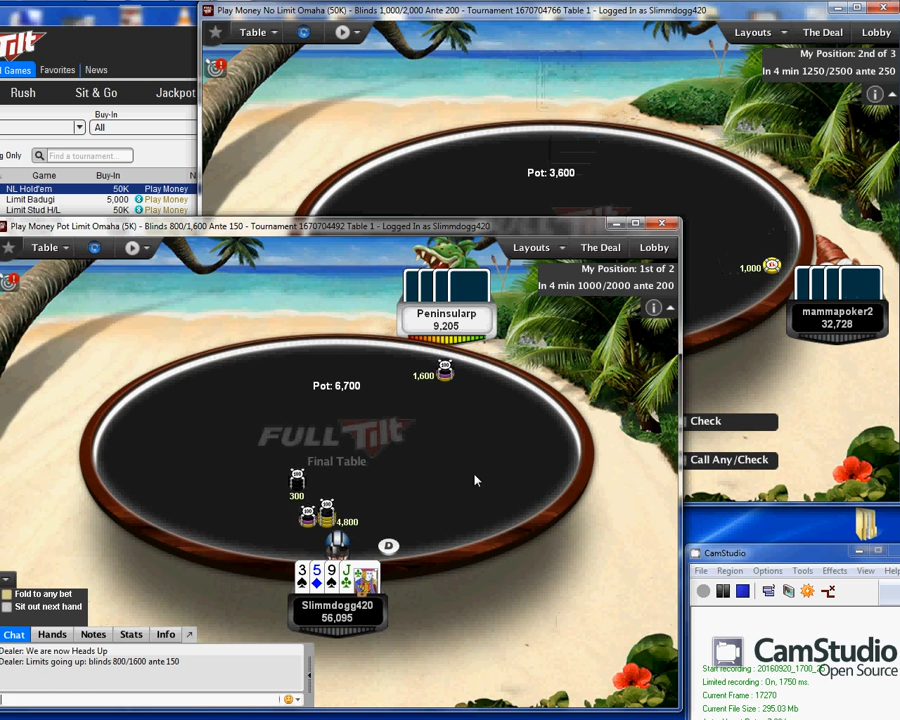 Play Money No Limit Omaha (50K) - Blinds 1,000/2,000 Ante 200 - Tournament 1670704766 Table 1 - Logged In as Slimmdogg420
Tilt
Games Favorites News
Table
Layouts The Deal Lobby
My Position: 2nd of 3
In 4 min 1250/2500 ante 250
Rush Sit & Go Jackpot
Buy-In
All
g Only Find a tournament...
Game Buy-In N
NL Hold'em 50K Play Money
Limit Badugi 5,000 Play Money
Limit Stud H/L 50K Play Money
Pot: 3,600
1,000
mammapoker2
32,728
Check
Call Any/Check
Play Money Pot Limit Omaha (5K) - Blinds 800/1,600 Ante 150 - Tournament 1670704492 Table 1 - Logged In as Slimmdogg420
Table
Layouts The Deal Lobby
My Position: 1st of 2
In 4 min 1000/2000 ante 200
Peninsularp
9,205
1,600
Pot: 6,700
FULL Tilt
Final Table
300
4,800
D
3 5 9 J
Slimmdogg420
56,095
Fold to any bet
Sit out next hand
Chat Hands Notes Stats Info
Dealer: We are now Heads Up
Dealer: Limits going up: blinds 800/1600 ante 150
CamStudio
File Region Options Tools Effects View Help
CamStudio
Open Source
Start recording : 20160920_1700_
Limited recording : On, 1750 ms.
Current Frame : 17270
Current File Size : 295.03 Mb